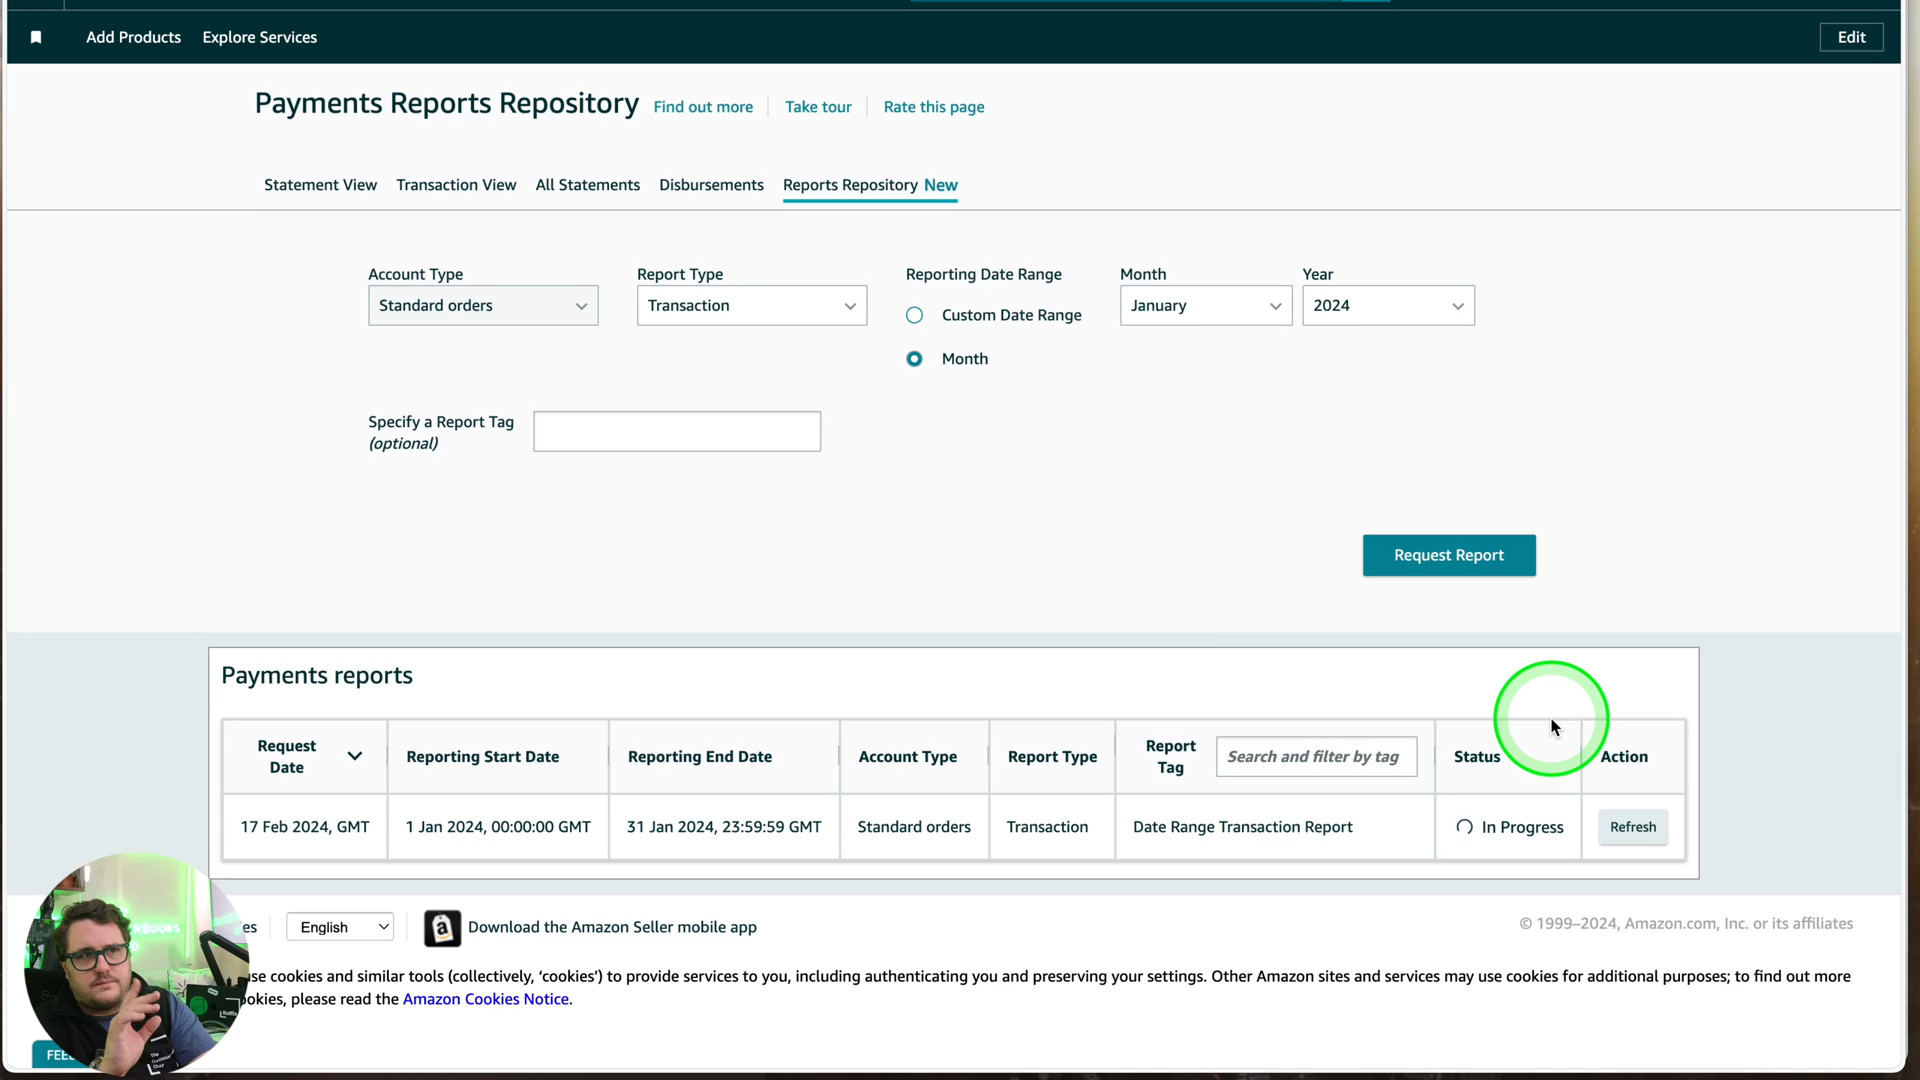 Add Products Explore Services Edit
Payments Reports Repository Find out more Take tour Rate this page
Statement View Transaction View All Statements Disbursements Reports Repository New
Account Type Report Type Reporting Date Range Month Year
Standard orders Transaction Custom Date Range January 2024
Month
Specify a Report Tag
(optional)
Request Report
Payments reports
Request Date Reporting Start Date Reporting End Date Account Type Report Type Report Tag Search and filter by tag Status Action
17 Feb 2024, GMT 1 Jan 2024, 00:00:00 GMT 31 Jan 2024, 23:59:59 GMT Standard orders Transaction Date Range Transaction Report In Progress Refresh
English Download the Amazon Seller mobile app © 1999–2024, Amazon.com, Inc. or its affiliates
cookies and similar tools (collectively, ‘cookies’) to provide services to you, including authenticating you and preserving your settings. Other Amazon sites and services may use cookies for additional purposes; to find out more
please read the Amazon Cookies Notice.